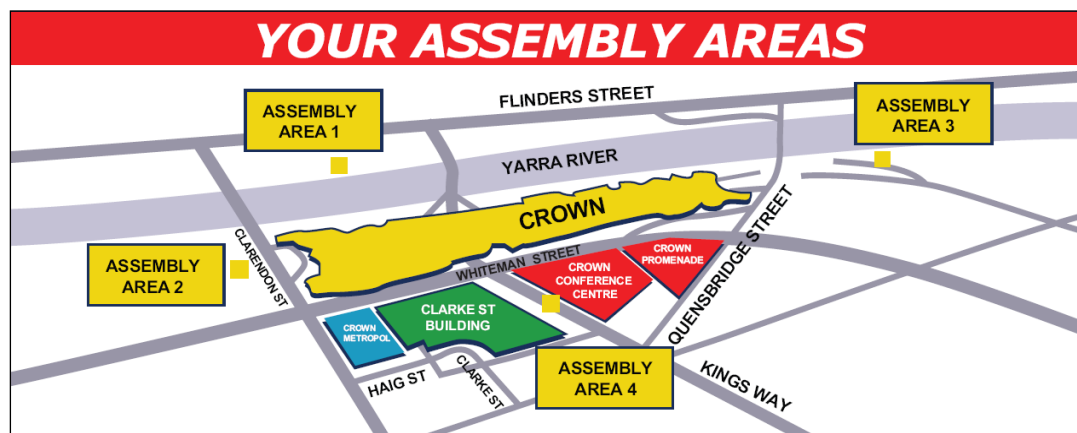 YOUR ASSEMBLY AREAS
FLINDERS STREET
ASSEMBLY
AREA 1
ASSEMBLY
AREA 3
YARRA RIVER
CROWN
CLARENDON ST
ASSEMBLY
AREA 2
WHITEMAN STREET
CROWN
PROMENADE
CROWN
CONFERENCE
CENTRE
QUENSBRIDGE STREET
CLARKE ST
BUILDING
CROWN
METROPOL
HAIG ST
CLARKE ST
ASSEMBLY
AREA 4
KINGS WAY